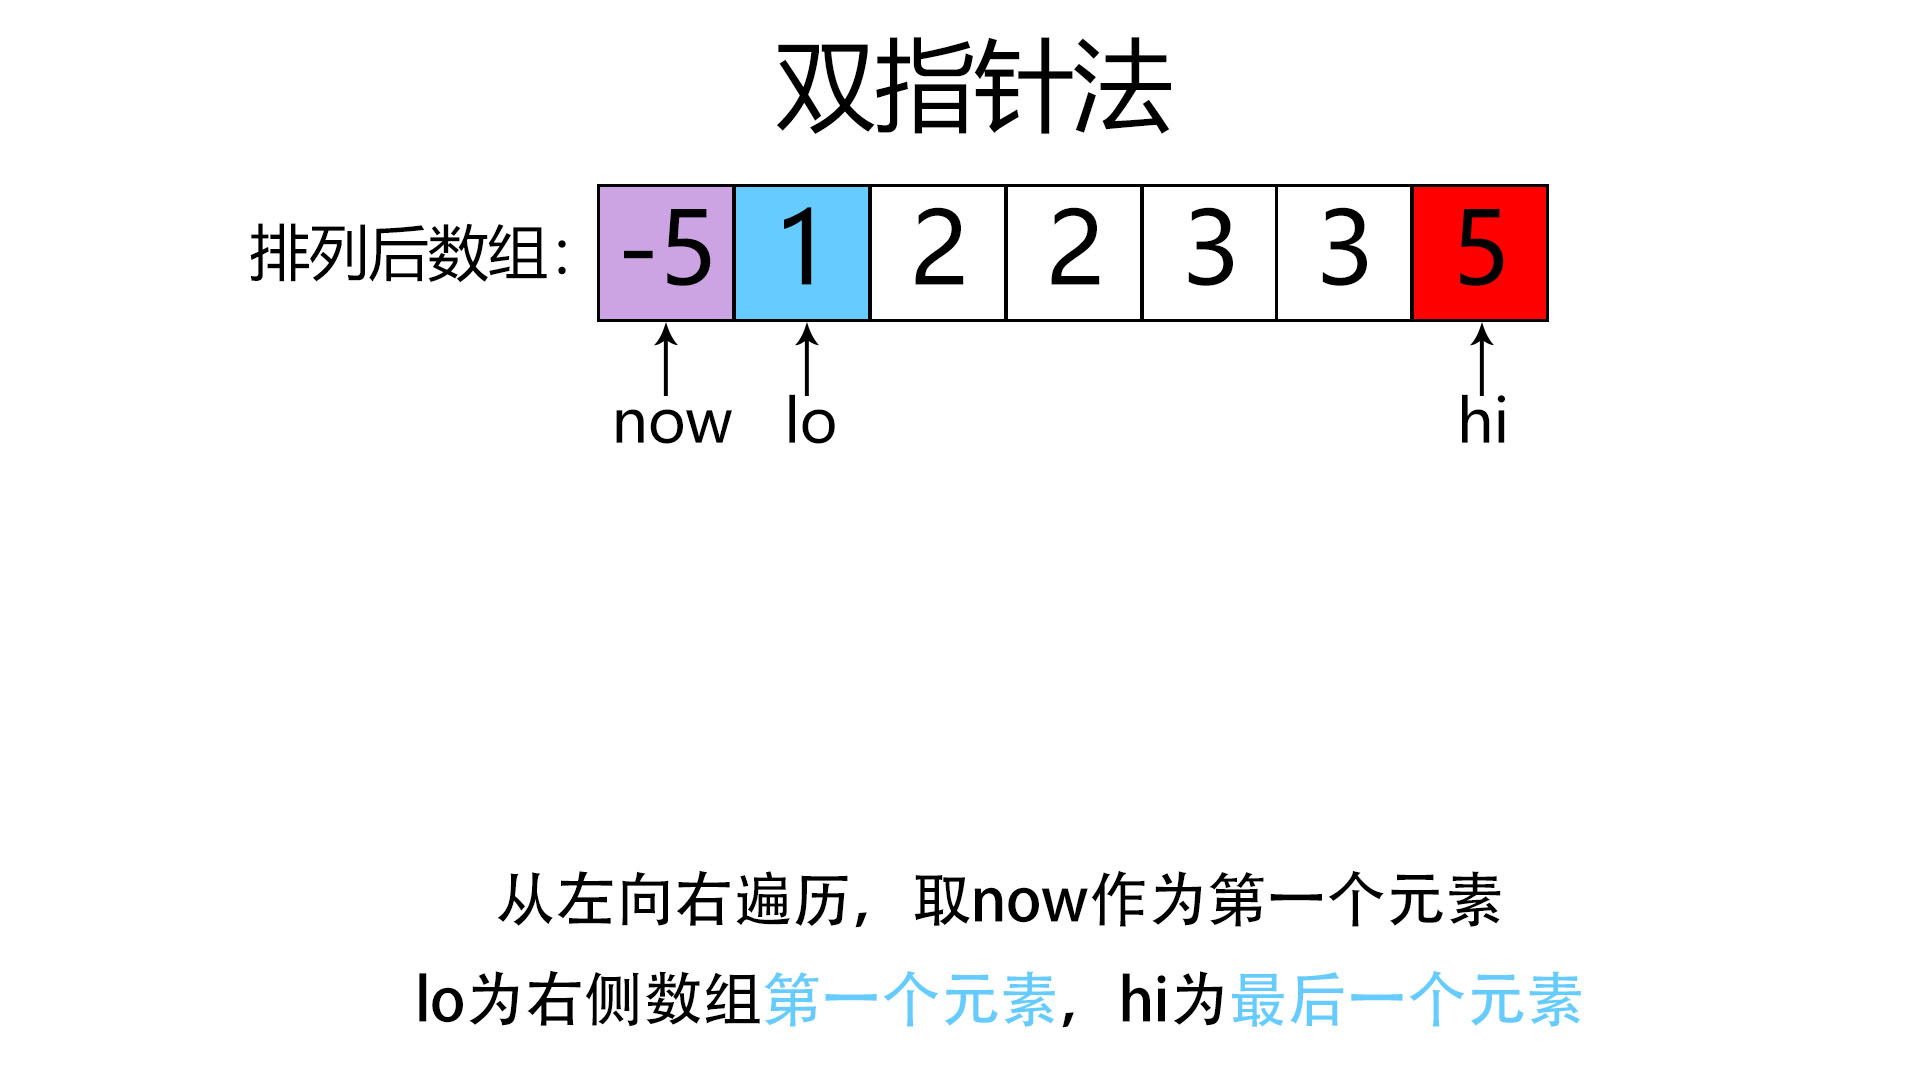 双指针法
排列后数组： -5 1 2 2 3 3 5
now lo hi
从左向右遍历，取now作为第一个元素
lo为右侧数组第一个元素，hi为最后一个元素